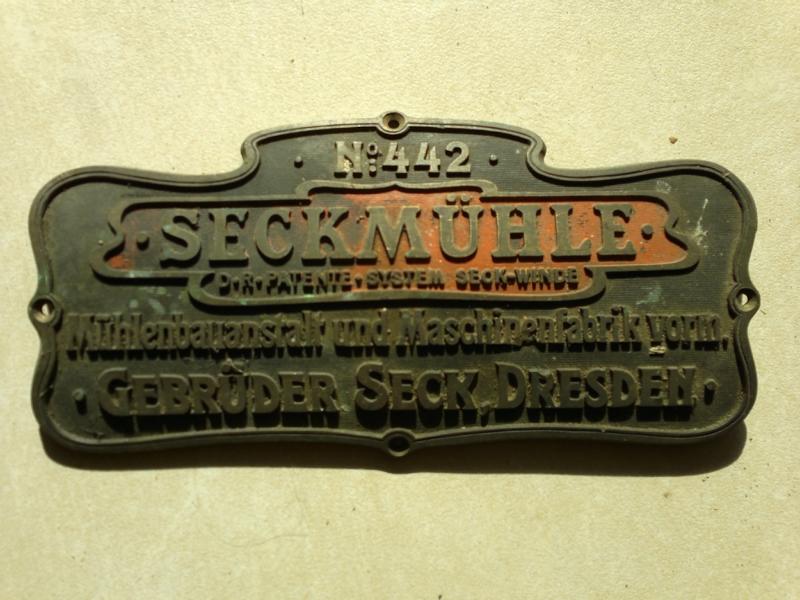 No: 442
SECKMÜHLE
D·R·PATENTE·SYSTEM SECK-WINDE
Mühlenbauanstalt und Maschinenfabrik vorm.
GEBRÜDER SECK, DRESDEN